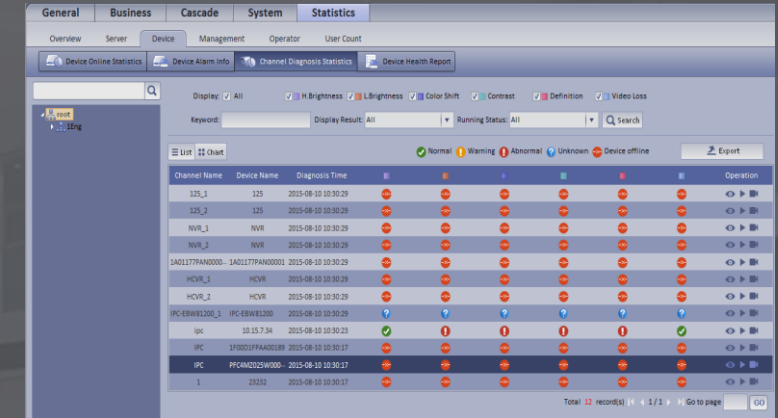 General Business Cascade System Statistics
Overview Server Device Management Operator User Count
Device Online Statistics Device Alarm Info Channel Diagnosis Statistics Device Health Report
Display: All H.Brightness L.Brightness Color Shift Contrast Definition Video Loss
root
Keyword: Display Result: All Running Status: All Search
1Eng
List Chart Normal Warning Abnormal Unknown Device offline Export
Channel Name Device Name Diagnosis Time Operation
125_1 125 2015-08-10 10:30:29
125_2 125 2015-08-10 10:30:29
NVR_1 NVR 2015-08-10 10:30:29
NVR_2 NVR 2015-08-10 10:30:29
1A01177PAN0000... 1A01177PAN00001 2015-08-10 10:30:29
HCVR_1 HCVR 2015-08-10 10:30:29
HCVR_2 HCVR 2015-08-10 10:30:29
IPC-EBW81200_1 IPC-EBW81200 2015-08-10 10:30:29
ipc 10.15.7.34 2015-08-10 10:30:23
IPC 1F00D1FPAA00189 2015-08-10 10:30:17
IPC PFC4MZ025W000... 2015-08-10 10:30:17
1 23232 2015-08-10 10:30:17
Total 12 record(s) 1/1 Go to page GO